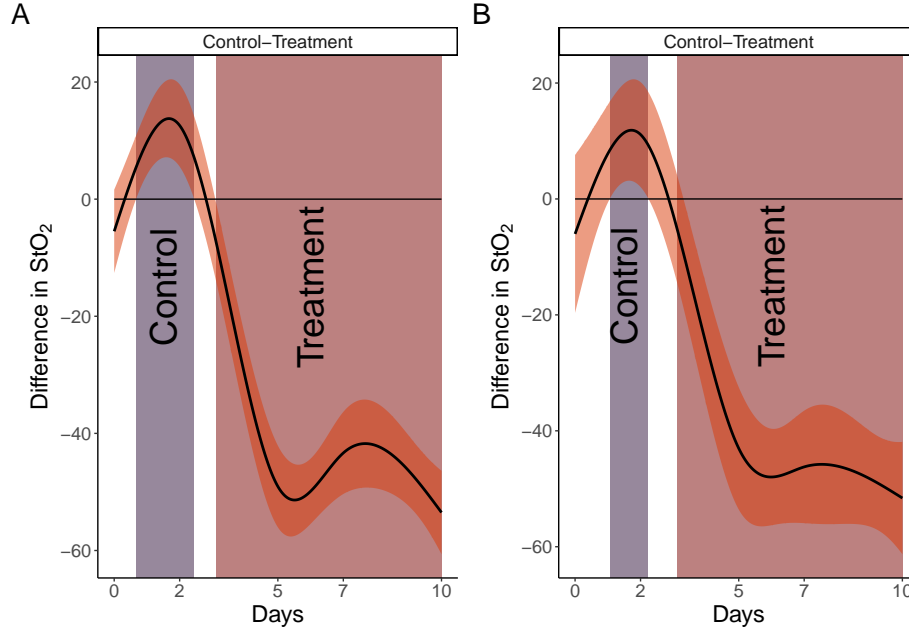 A
Control−Treatment
20
0
−20
−40
−60
Difference in StO2
Control
Treatment
0
2
5
7
10
Days
B
Control−Treatment
20
0
−20
−40
−60
Difference in StO2
Control
Treatment
0
2
5
7
10
Days